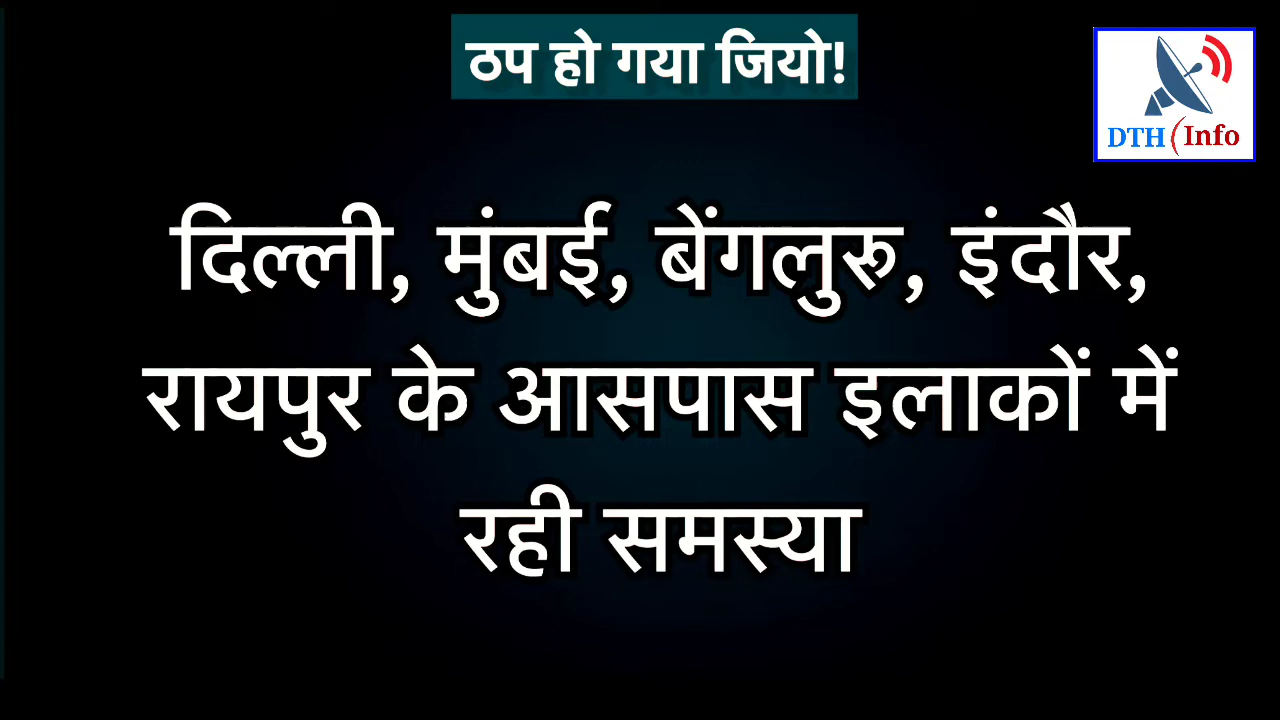 ठप हो गया जियो!
DTH Info
दिल्ली, मुंबई, बेंगलुरू, इंदौर,
रायपुर के आसपास इलाकों में
रही समस्या